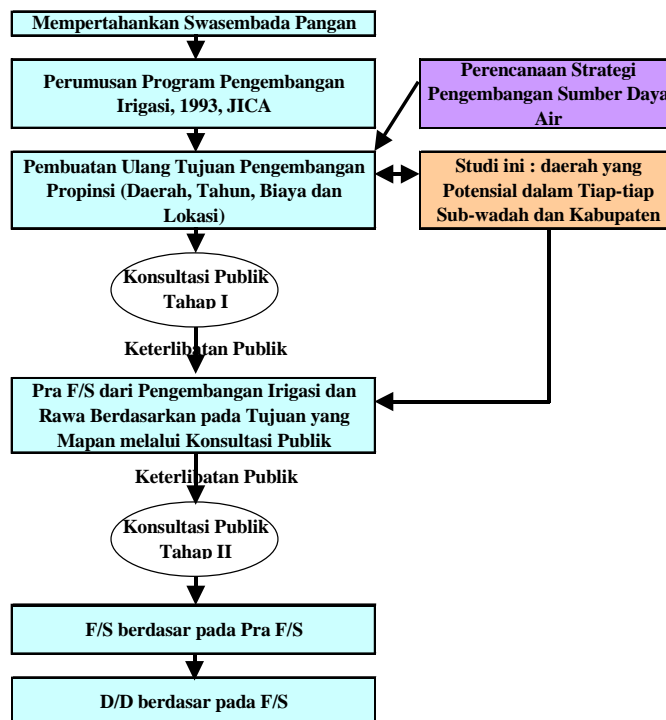 Mempertahankan Swasembada Pangan
Perumusan Program Pengembangan
Irigasi, 1993, JICA
Perencanaan Strategi
Pengembangan Sumber Daya
Air
Pembuatan Ulang Tujuan Pengembangan
Propinsi (Daerah, Tahun, Biaya dan
Lokasi)
Studi ini : daerah yang
Potensial dalam Tiap-tiap
Sub-wadah dan Kabupaten
Konsultasi Publik
Tahap I
Keterlibatan Publik
Pra F/S dari Pengembangan Irigasi dan
Rawa Berdasarkan pada Tujuan yang
Mapan melalui Konsultasi Publik
Keterlibatan Publik
Konsultasi Publik
Tahap II
F/S berdasar pada Pra F/S
D/D berdasar pada F/S